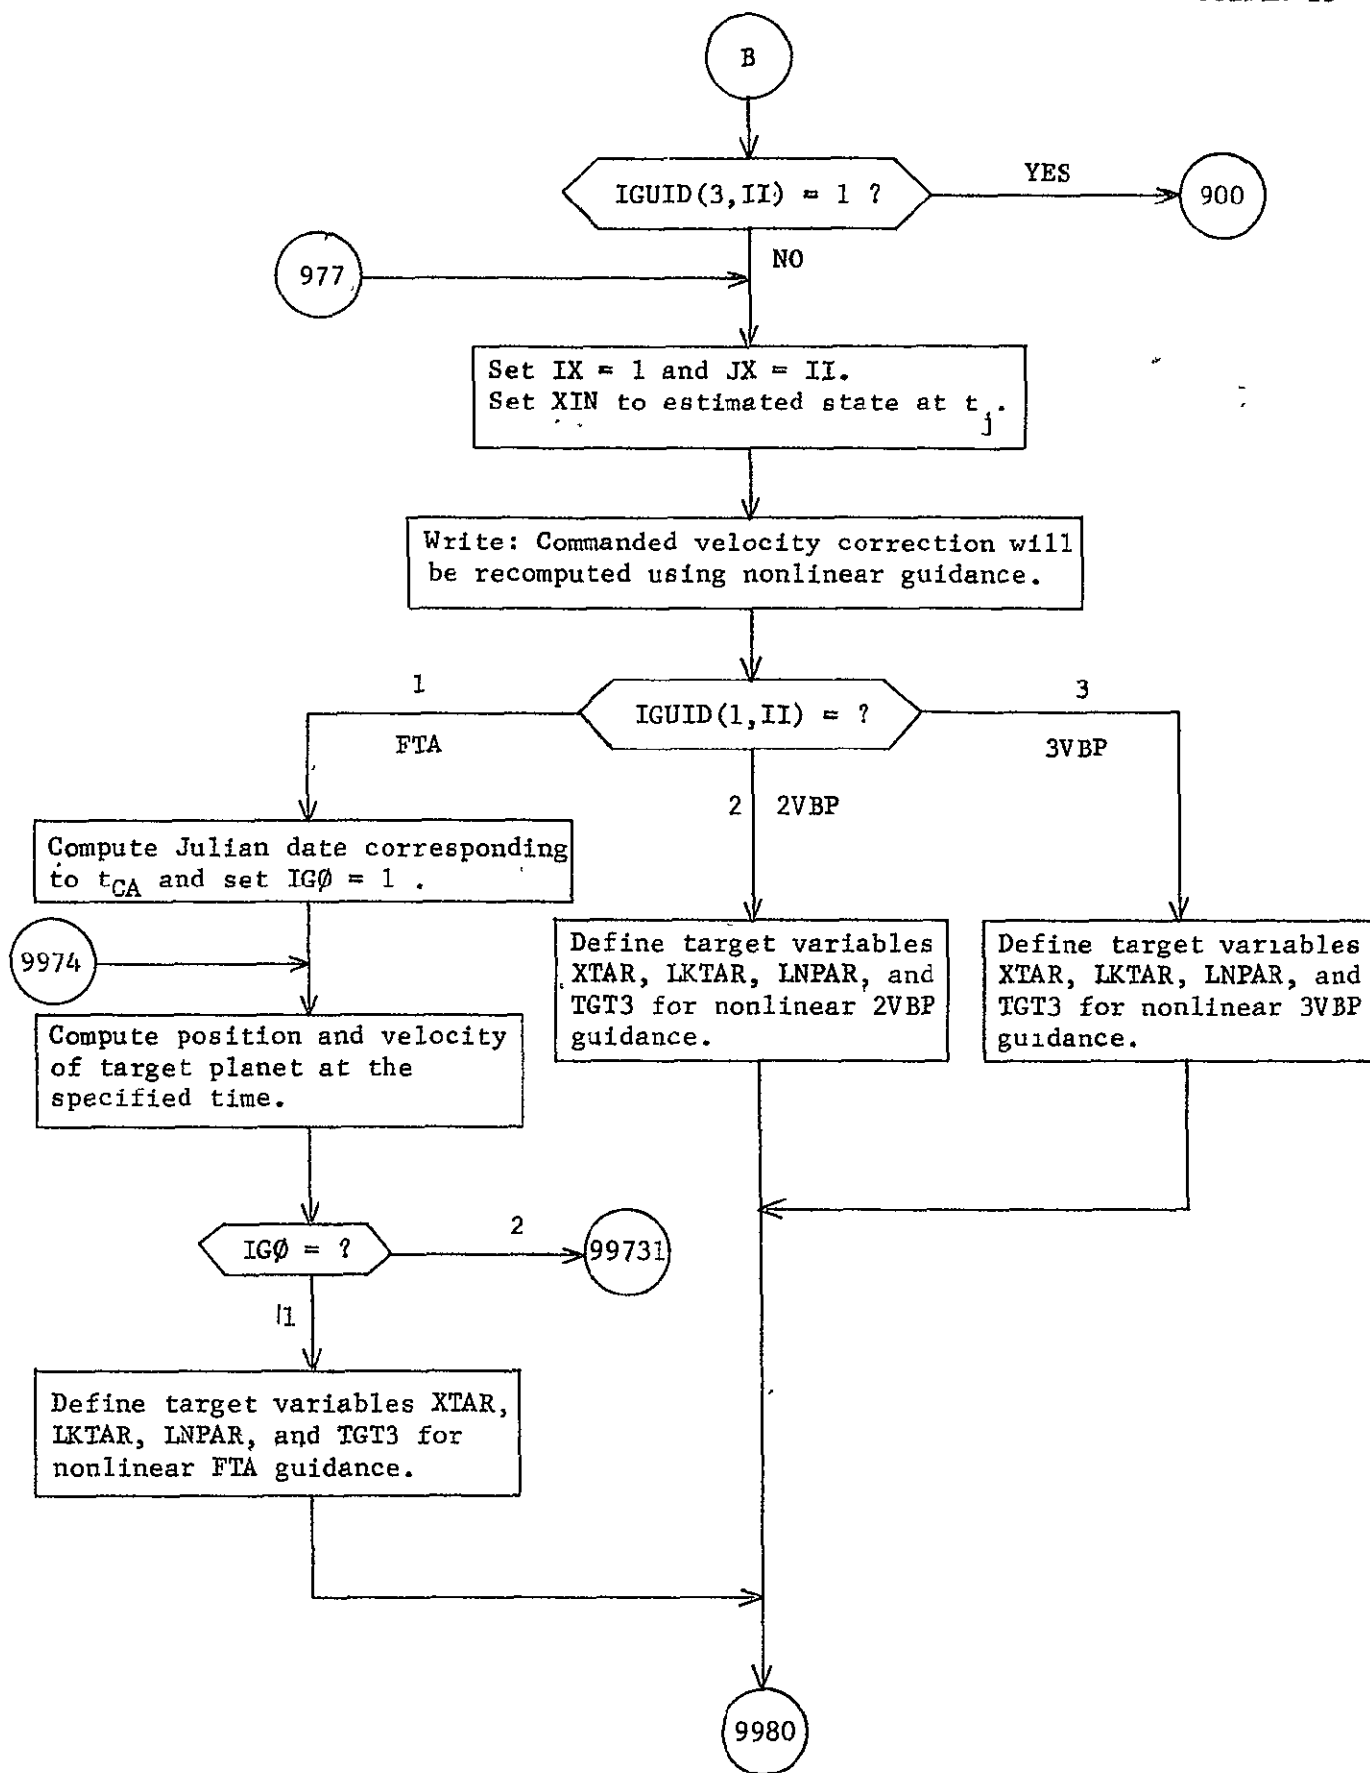 B
IGUID(3,II) = 1 ?
YES
900
NO
977
Set IX = 1 and JX = II.
Set XIN to estimated state at tj.
Write: Commanded velocity correction will
be recomputed using nonlinear guidance.
1
IGUID(1,II) = ?
3
FTA
3VBP
2
2VBP
Compute Julian date corresponding
to tCA and set IGØ = 1 .
9974
Define target variables
XTAR, LKTAR, LNPAR, and
TGT3 for nonlinear 2VBP
guidance.
Define target variables
XTAR, LKTAR, LNPAR, and
TGT3 for nonlinear 3VBP
guidance.
Compute position and velocity
of target planet at the
specified time.
IGØ = ?
2
99731
1
Define target variables XTAR,
LKTAR, LNPAR, and TGT3 for
nonlinear FTA guidance.
9980